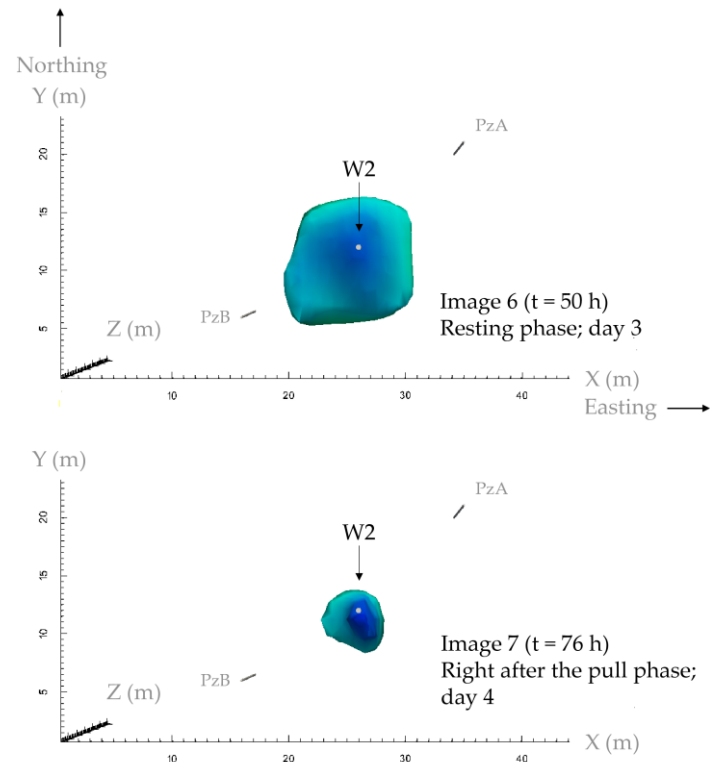 Northing
Y (m)
PzA
20
W2
15
10
Image 6 (t = 50 h)
Resting phase; day 3
PzB
Z (m)
5
X (m)
10 20 30 40
Easting
Y (m)
PzA
20
W2
15
10
Image 7 (t = 76 h)
Right after the pull phase;
day 4
PzB
Z (m)
5
X (m)
10 20 30 40